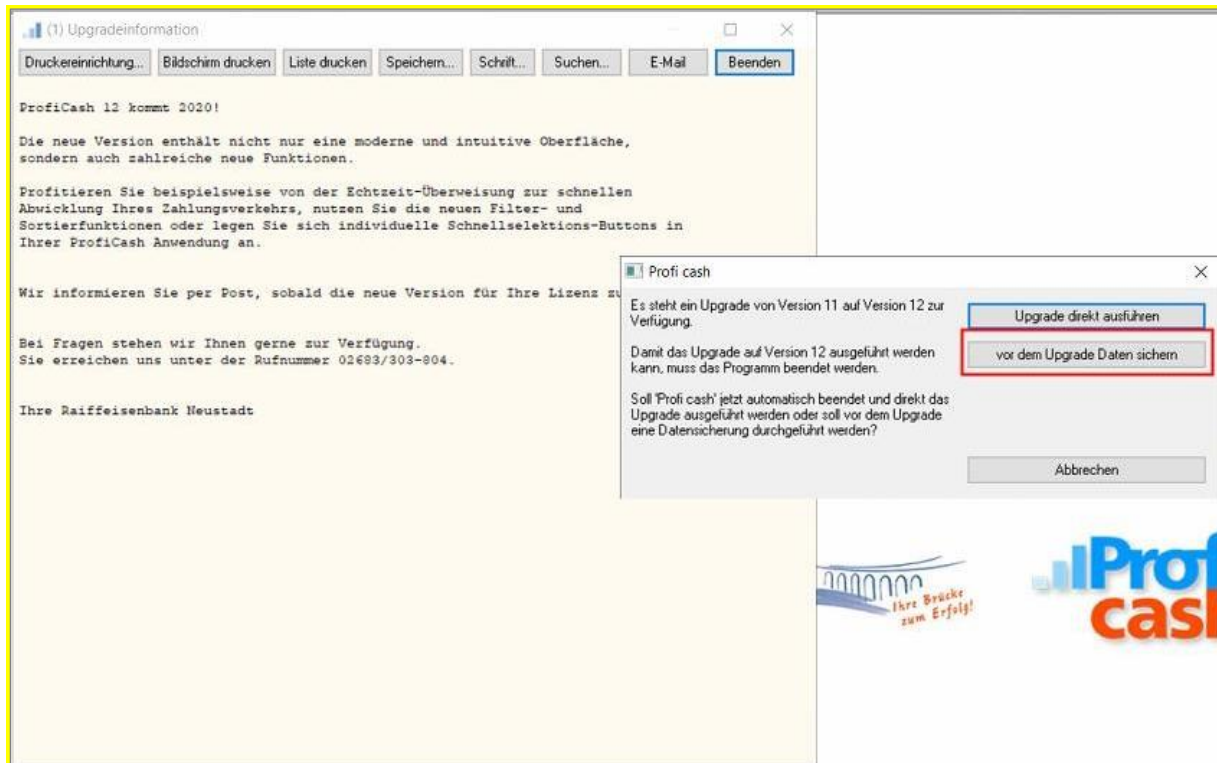 (1) Upgradeinformation
Druckereinrichtung... Bildschirm drucken Liste drucken Speichern... Schrift... Suchen... E-Mail Beenden
ProfiCash 12 kommt 2020!
Die neue Version enthält nicht nur eine moderne und intuitive Oberfläche,
sondern auch zahlreiche neue Funktionen.
Profitieren Sie beispielsweise von der Echtzeit-Überweisung zur schnellen
Abwicklung Ihres Zahlungsverkehrs, nutzen Sie die neuen Filter- und
Sortierfunktionen oder legen Sie sich individuelle Schnellselektions-Buttons in
Ihrer ProfiCash Anwendung an.
Wir informieren Sie per Post, sobald die neue Version für Ihre Lizenz zu
Bei Fragen stehen wir Ihnen gerne zur Verfügung.
Sie erreichen uns unter der Rufnummer 02683/303-804.
Ihre Raiffeisenbank Neustadt
Profi cash
Es steht ein Upgrade von Version 11 auf Version 12 zur
Verfügung.
Damit das Upgrade auf Version 12 ausgeführt werden
kann, muss das Programm beendet werden.
Soll 'Profi cash' jetzt automatisch beendet und direkt das
Upgrade ausgeführt werden oder soll vor dem Upgrade
eine Datensicherung durchgeführt werden?
Upgrade direkt ausführen
vor dem Upgrade Daten sichern
Abbrechen
Ihre Brücke
zum Erfolg!
Prof
cash